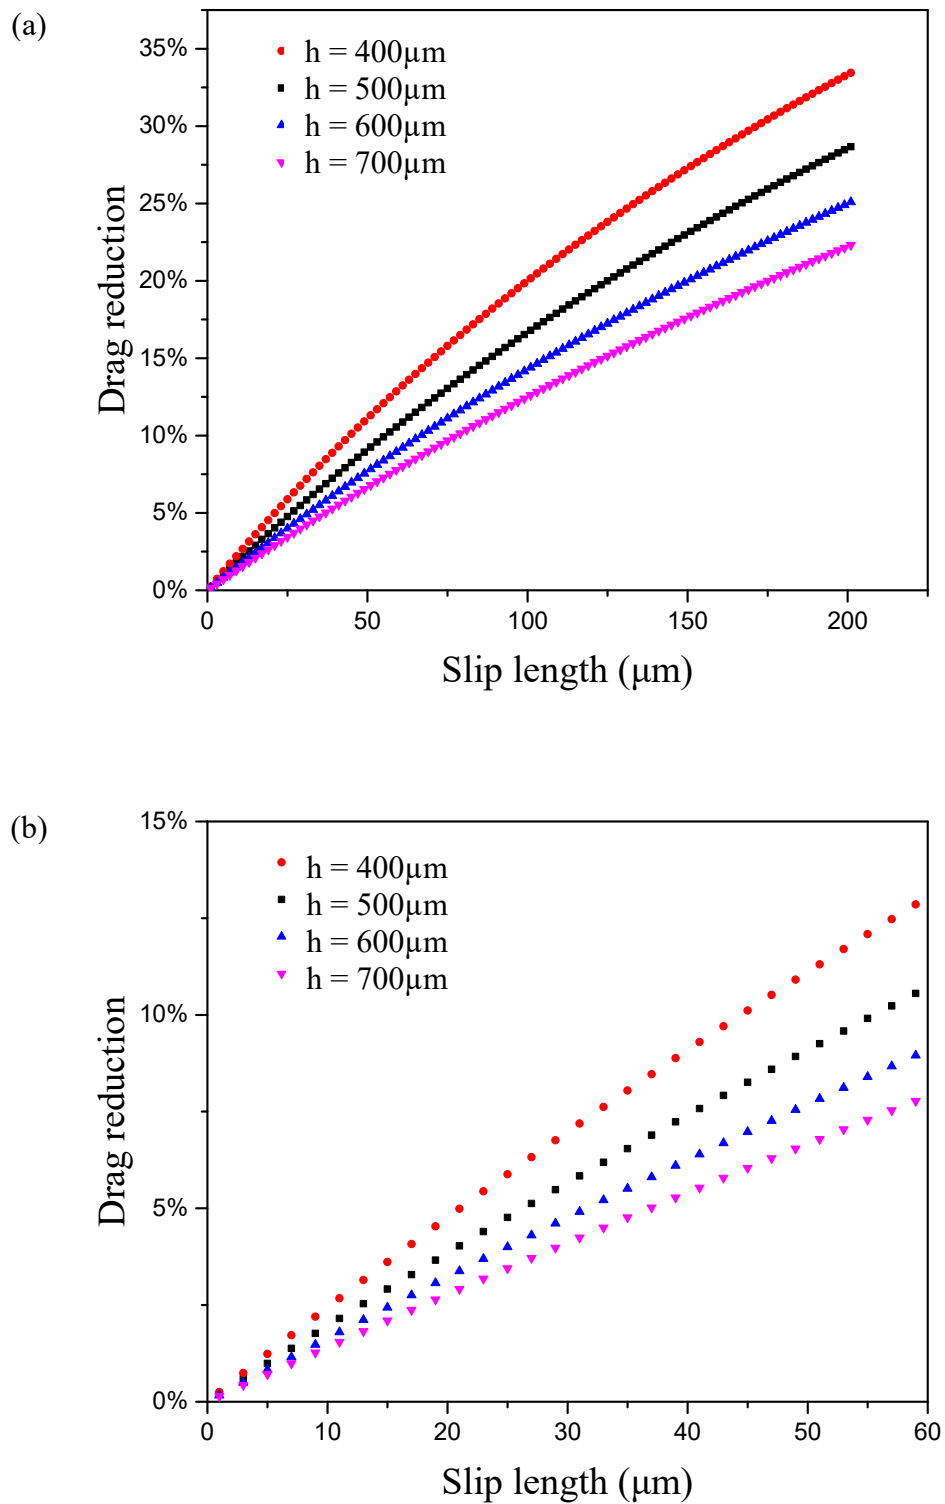 (a)
35%
30%
25%
20%
15%
10%
5%
0%
Drag reduction
h = 400µm
h = 500µm
h = 600µm
h = 700µm
0 50 100 150 200
Slip length (µm)
(b)
15%
10%
5%
0%
Drag reduction
h = 400µm
h = 500µm
h = 600µm
h = 700µm
0 10 20 30 40 50 60
Slip length (µm)